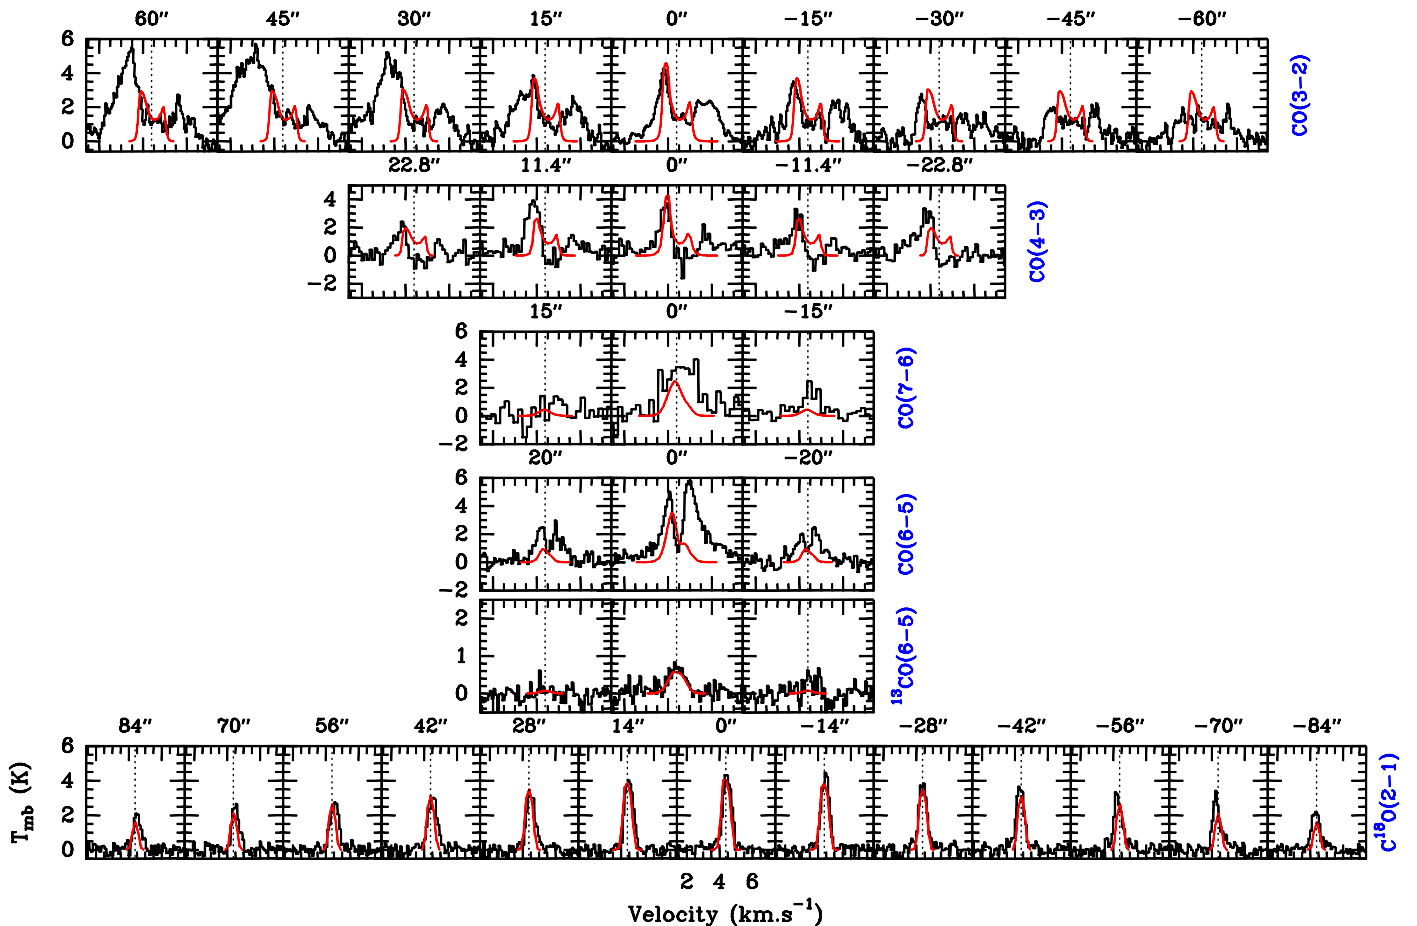 60″ 45″ 30″ 15″ 0″ −15″ −30″ −45″ −60″
6
4
2
0
CO(3−2)
22.8″ 11.4″ 0″ −11.4″ −22.8″
4
2
0
−2
CO(4−3)
15″ 0″ −15″
6
4
2
0
−2
CO(7−6)
20″ 0″ −20″
6
4
2
0
−2
CO(6−5)
2
1
0
¹³CO(6−5)
84″ 70″ 56″ 42″ 28″ 14″ 0″ −14″ −28″ −42″ −56″ −70″ −84″
6
4
2
0
T_mb (K)
C¹⁸O(2−1)
2 4 6
Velocity (km.s⁻¹)